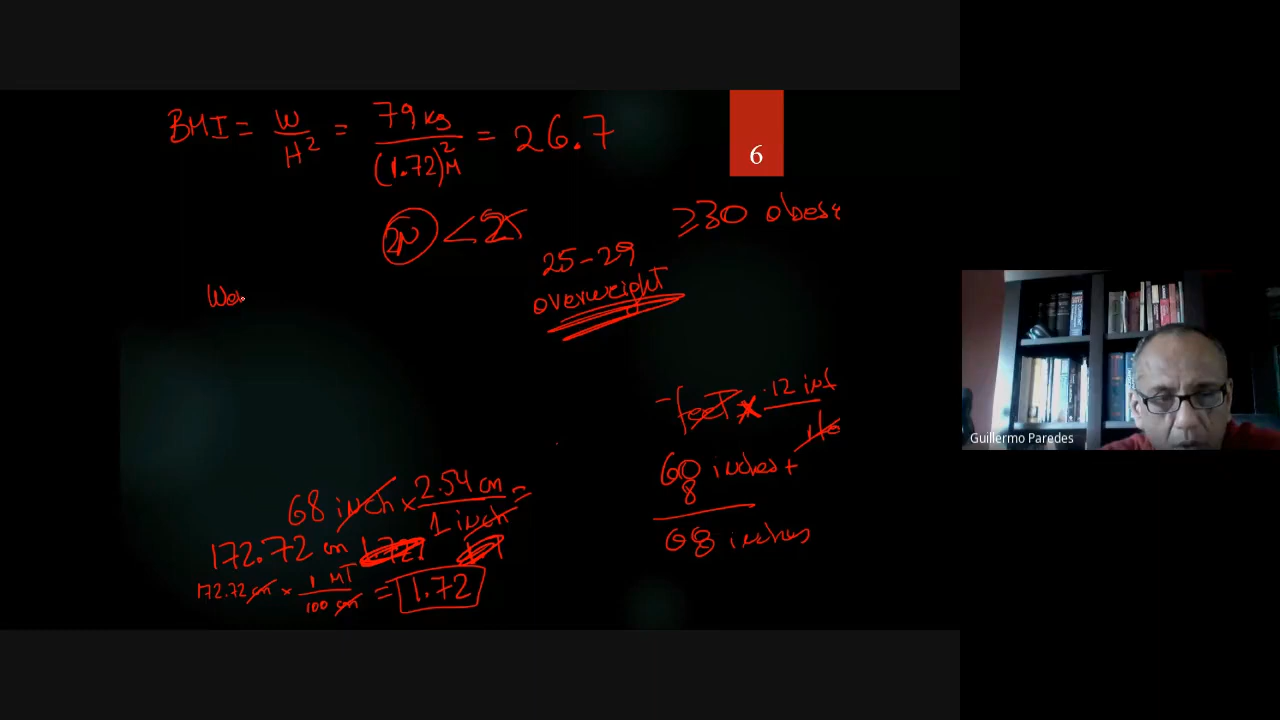 BMI = W / H² = 79 kg / (1.72)² M = 26.7
6
< 25
≥30 obese
25-29
overweight
We
feet x 12 in
60 inches +
8
68 inches
68 inch x 2.54 cm / 1 inch =
172.72 cm
172.72 cm x 1 MT / 100 cm = 1.72
Guillermo Paredes